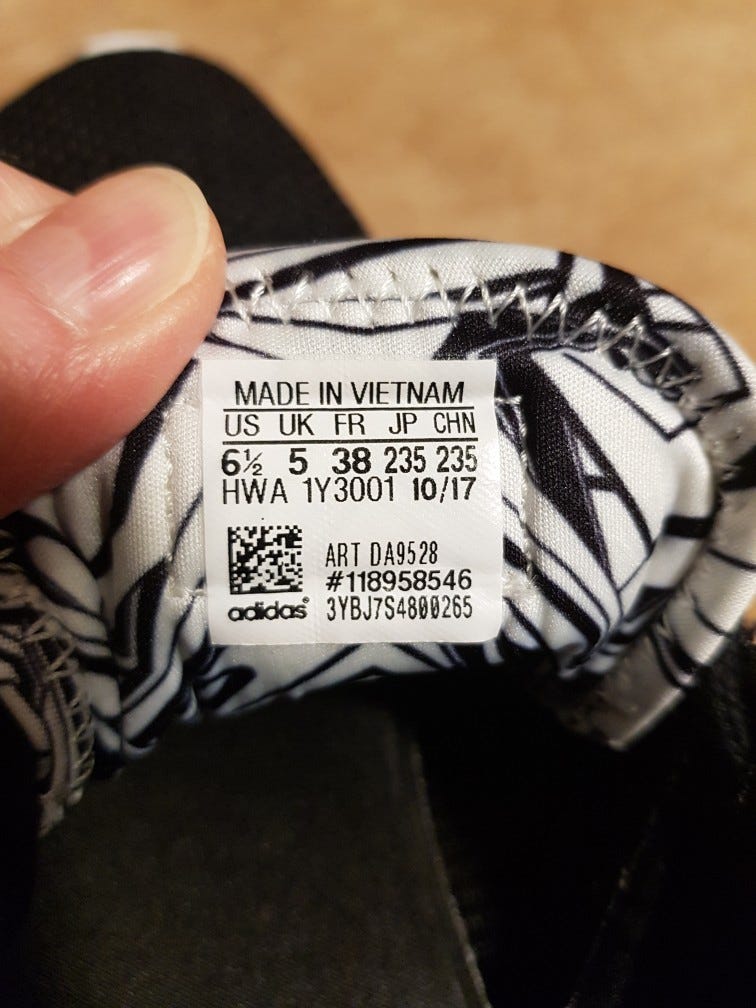 MADE IN VIETNAM
US UK FR JP CHN
6½ 5 38 235 235
HWA 1Y3001 10/17
ART DA9528
#118958546
adidas® 3YBJ7S4800265